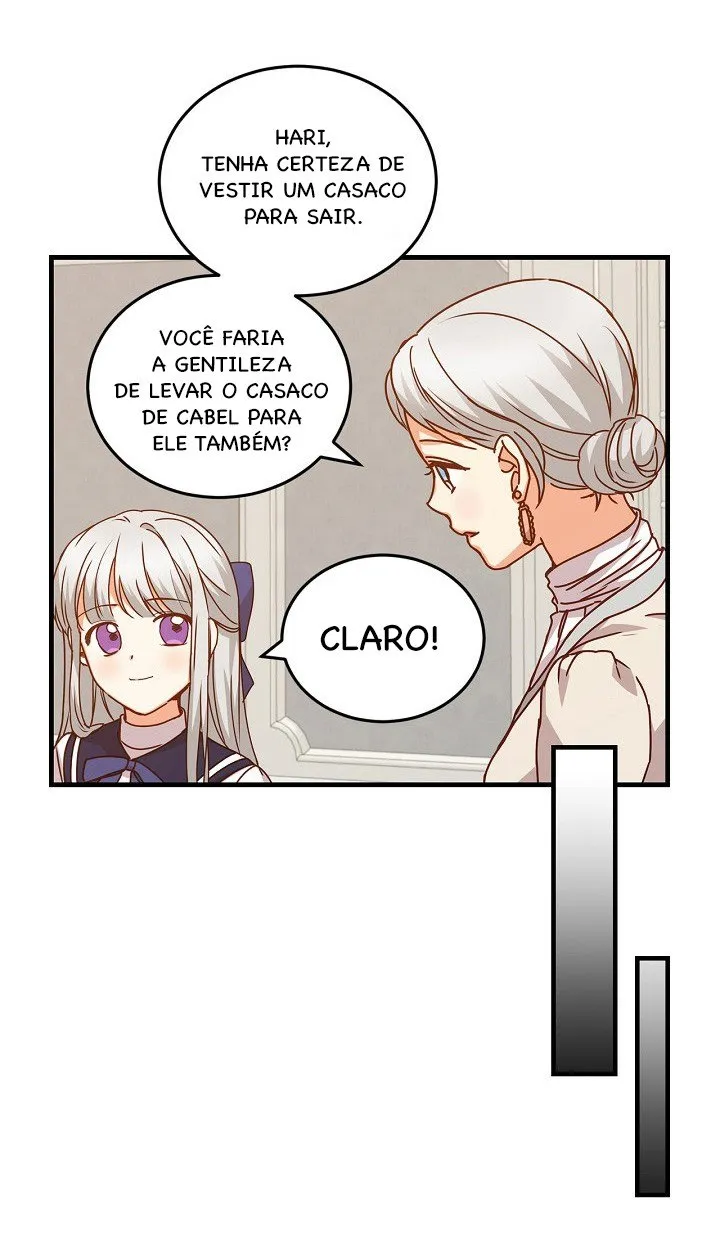 HARI,
TENHA CERTEZA DE
VESTIR UM CASACO
PARA SAIR.
VOCÊ FARIA
A GENTILEZA
DE LEVAR O CASACO
DE CABEL PARA
ELE TAMBÉM?
CLARO!